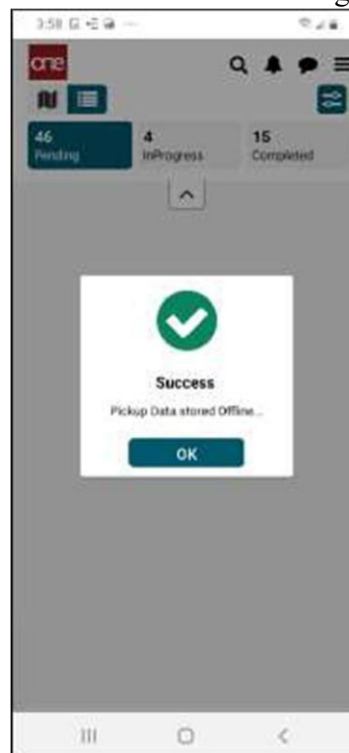 3:58
one
46
Pending
4
InProgress
15
Completed
Success
Pickup Data stored Offline...
OK